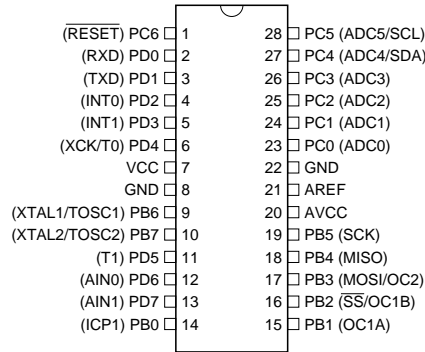 (RESET) PC6 1 28 PC5 (ADC5/SCL)
(RXD) PD0 2 27 PC4 (ADC4/SDA)
(TXD) PD1 3 26 PC3 (ADC3)
(INT0) PD2 4 25 PC2 (ADC2)
(INT1) PD3 5 24 PC1 (ADC1)
(XCK/T0) PD4 6 23 PC0 (ADC0)
VCC 7 22 GND
GND 8 21 AREF
(XTAL1/TOSC1) PB6 9 20 AVCC
(XTAL2/TOSC2) PB7 10 19 PB5 (SCK)
(T1) PD5 11 18 PB4 (MISO)
(AIN0) PD6 12 17 PB3 (MOSI/OC2)
(AIN1) PD7 13 16 PB2 (SS/OC1B)
(ICP1) PB0 14 15 PB1 (OC1A)